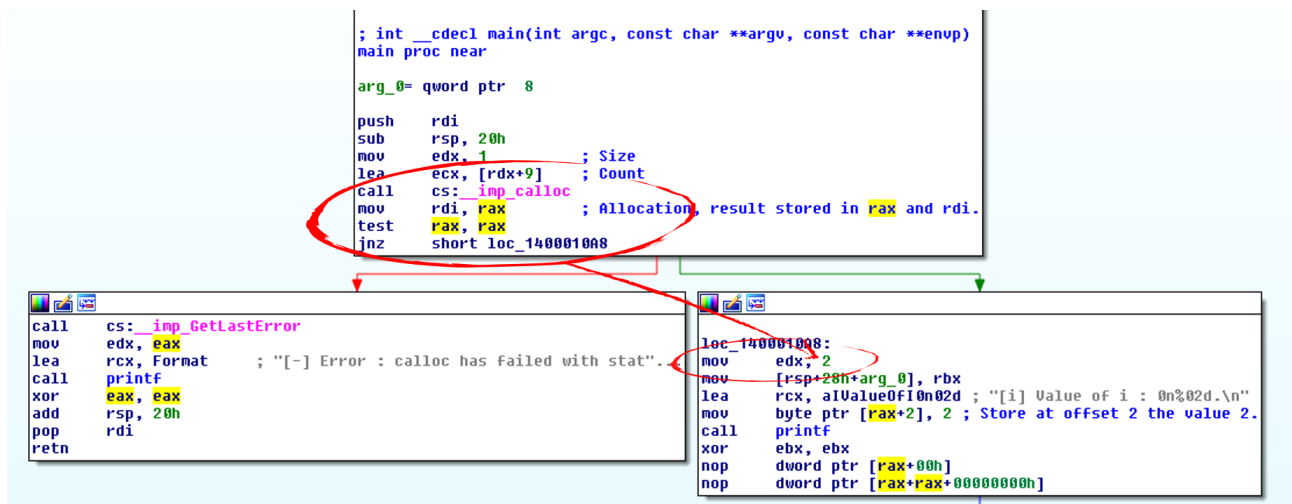 ; int __cdecl main(int argc, const char **argv, const char **envp)
main proc near
arg_0= qword ptr 8
push rdi
sub rsp, 20h
mov edx, 1 ; Size
lea ecx, [rdx+9] ; Count
call cs:__imp_calloc
mov rdi, rax ; Allocation, result stored in rax and rdi.
test rax, rax
jnz short loc_1400010A8
call cs:__imp_GetLastError
mov edx, eax
lea rcx, Format ; "[-] Error : calloc has failed with stat"...
call printf
xor eax, eax
add rsp, 20h
pop rdi
retn
loc_1400010A8:
mov edx, 2
mov [rsp+28h+arg_0], rbx
lea rcx, aIValueOfI0n02d ; "[i] Value of i : 0n%02d.\n"
mov byte ptr [rax+2], 2 ; Store at offset 2 the value 2.
call printf
xor ebx, ebx
nop dword ptr [rax+00h]
nop dword ptr [rax+rax+00000000h]